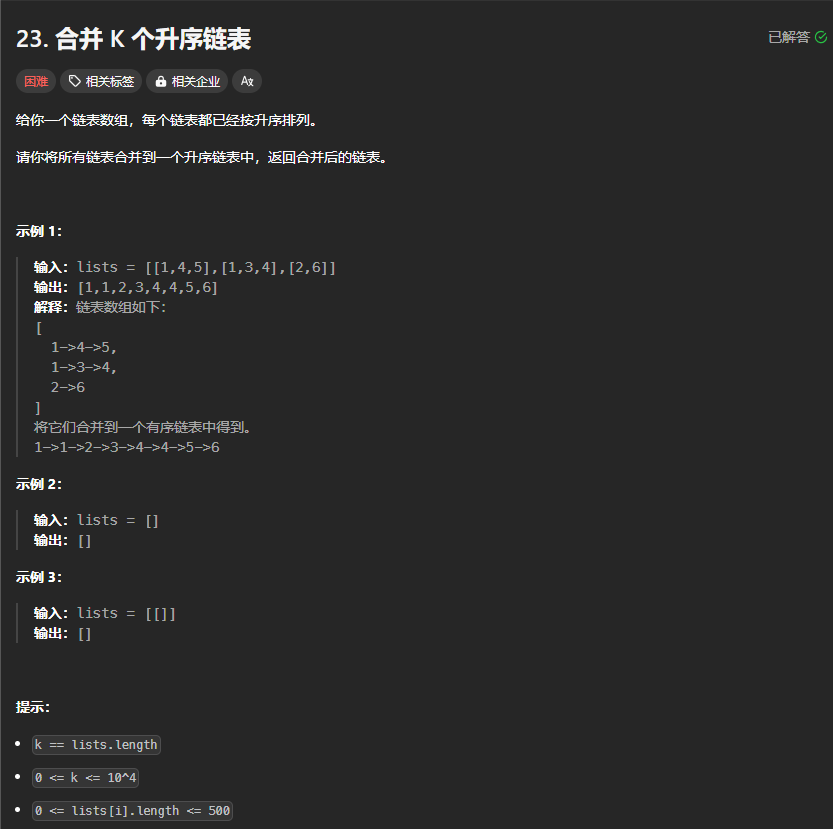 23. 合并 K 个升序链表
已解答
困难 相关标签 相关企业
给你一个链表数组，每个链表都已经按升序排列。
请你将所有链表合并到一个升序链表中，返回合并后的链表。
示例 1：
输入：lists = [[1,4,5],[1,3,4],[2,6]]
输出：[1,1,2,3,4,4,5,6]
解释：链表数组如下：
[
1->4->5,
1->3->4,
2->6
]
将它们合并到一个有序链表中得到。
1->1->2->3->4->4->5->6
示例 2：
输入：lists = []
输出：[]
示例 3：
输入：lists = [[]]
输出：[]
提示：
k == lists.length
0 <= k <= 10^4
0 <= lists[i].length <= 500